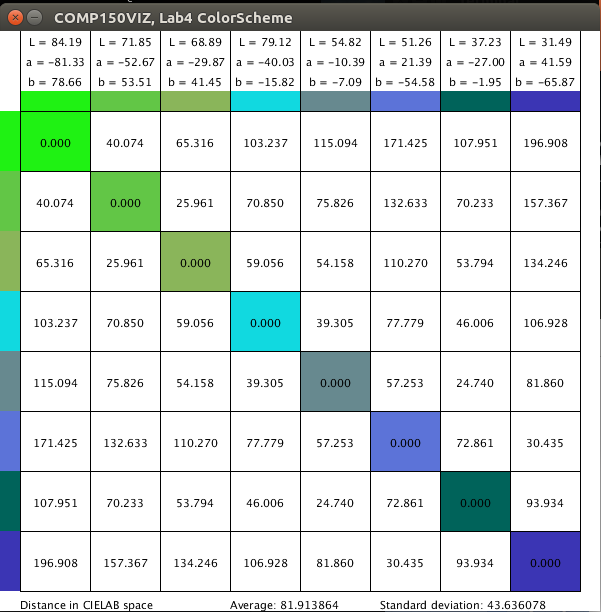 COMP150VIZ, Lab4 ColorScheme
L = 84.19 L = 71.85 L = 68.89 L = 79.12 L = 54.82 L = 51.26 L = 37.23 L = 31.49
a = -81.33 a = -52.67 a = -29.87 a = -40.03 a = -10.39 a = 21.39 a = -27.00 a = 41.59
b = 78.66 b = 53.51 b = 41.45 b = -15.82 b = -7.09 b = -54.58 b = -1.95 b = -65.87
0.000 40.074 65.316 103.237 115.094 171.425 107.951 196.908
40.074 0.000 25.961 70.850 75.826 132.633 70.233 157.367
65.316 25.961 0.000 59.056 54.158 110.270 53.794 134.246
103.237 70.850 59.056 0.000 39.305 77.779 46.006 106.928
115.094 75.826 54.158 39.305 0.000 57.253 24.740 81.860
171.425 132.633 110.270 77.779 57.253 0.000 72.861 30.435
107.951 70.233 53.794 46.006 24.740 72.861 0.000 93.934
196.908 157.367 134.246 106.928 81.860 30.435 93.934 0.000
Distance in CIELAB space Average: 81.913864 Standard deviation: 43.636078